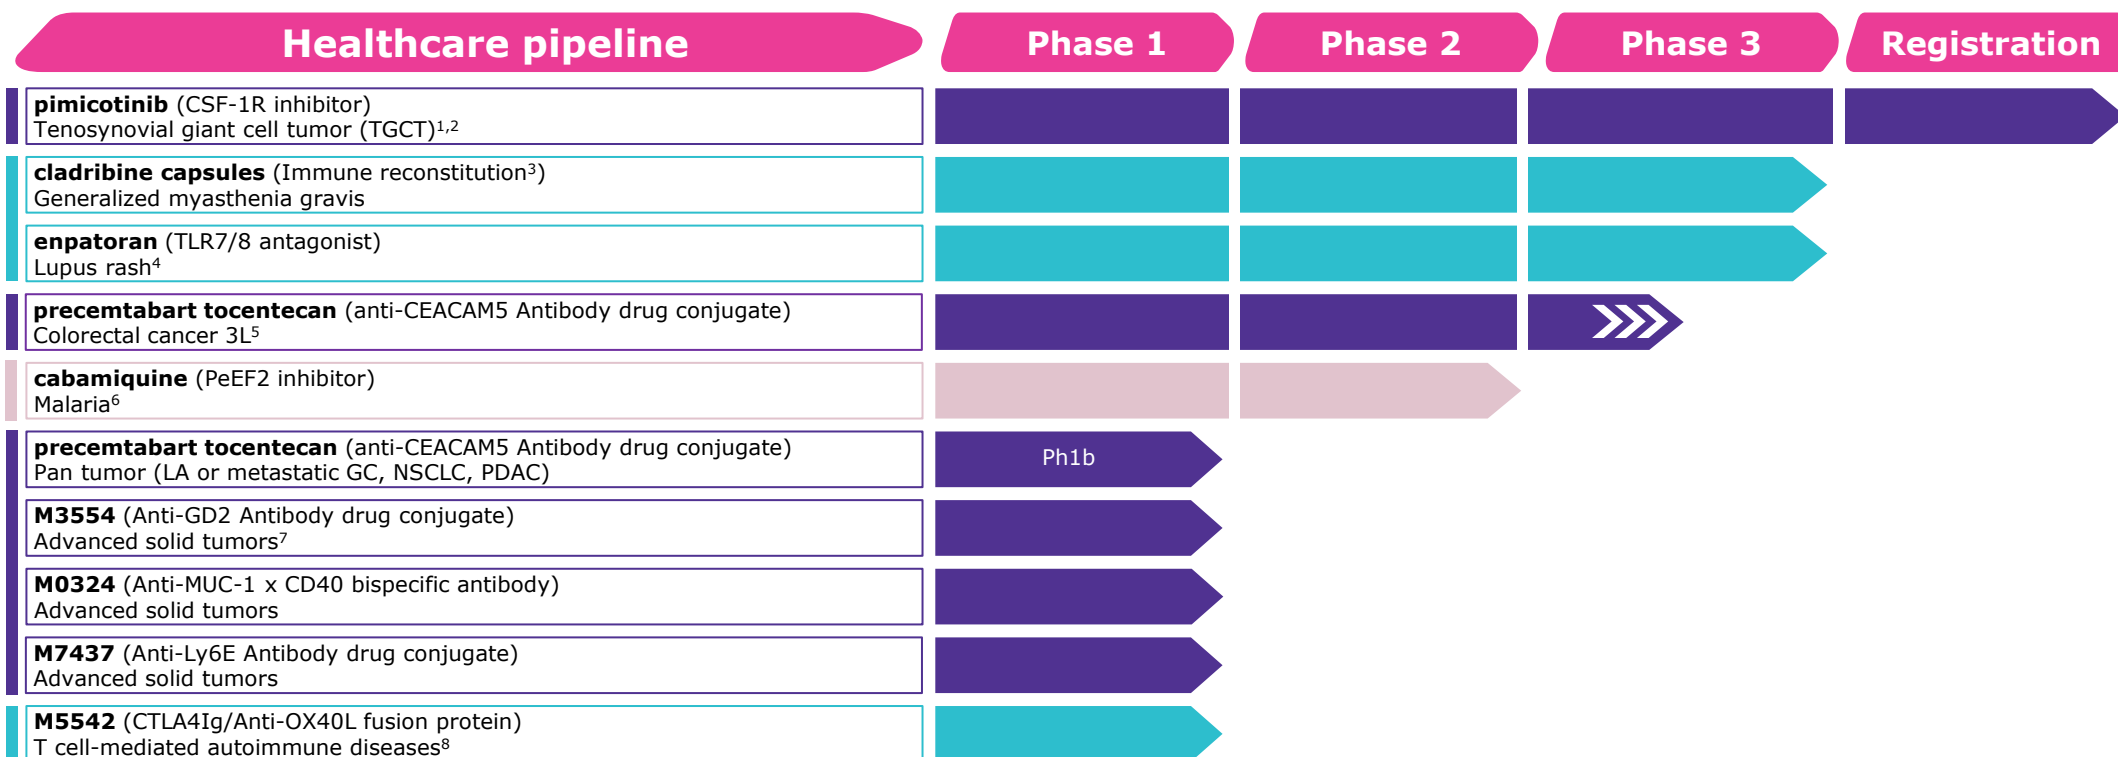 Healthcare pipeline
Phase 1
Phase 2
Phase 3
Registration
pimicotinib (CSF-1R inhibitor)
Tenosynovial giant cell tumor (TGCT)1,2
cladribine capsules (Immune reconstitution3)
Generalized myasthenia gravis
enpatoran (TLR7/8 antagonist)
Lupus rash4
precemtabart tocentecan (anti-CEACAM5 Antibody drug conjugate)
Colorectal cancer 3L5
cabamiquine (PeEF2 inhibitor)
Malaria6
precemtabart tocentecan (anti-CEACAM5 Antibody drug conjugate)
Pan tumor (LA or metastatic GC, NSCLC, PDAC)
Ph1b
M3554 (Anti-GD2 Antibody drug conjugate)
Advanced solid tumors7
M0324 (Anti-MUC-1 x CD40 bispecific antibody)
Advanced solid tumors
M7437 (Anti-Ly6E Antibody drug conjugate)
Advanced solid tumors
M5542 (CTLA4Ig/Anti-OX40L fusion protein)
T cell-mediated autoimmune diseases8